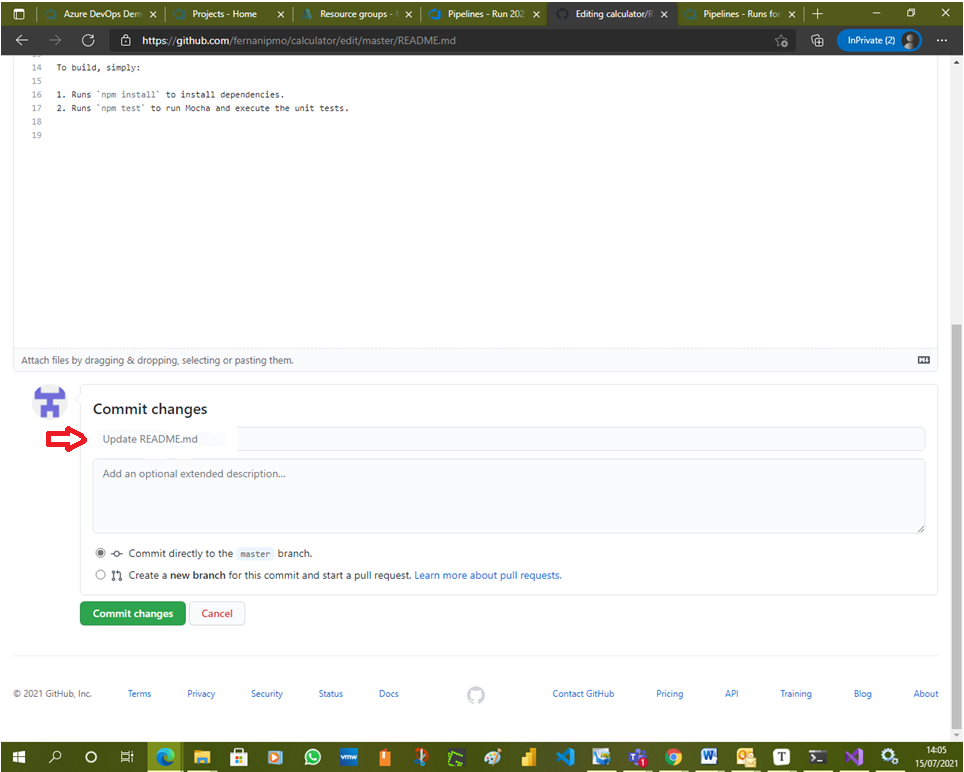 Azure DevOps Dem
Projects - Home
Resource groups -
Pipelines - Run 202
Editing calculator/R
Pipelines - Runs for
https://github.com/fernanipmo/calculator/edit/master/README.md
InPrivate (2)
14 To build, simply:
15
16 1. Runs `npm install` to install dependencies.
17 2. Runs `npm test` to run Mocha and execute the unit tests.
18
19
Attach files by dragging & dropping, selecting or pasting them.
Commit changes
Update README.md
Add an optional extended description...
Commit directly to the master branch.
Create a new branch for this commit and start a pull request. Learn more about pull requests.
Commit changes Cancel
© 2021 GitHub, Inc. Terms Privacy Security Status Docs Contact GitHub Pricing API Training Blog About
vmw
14:05
15/07/2021